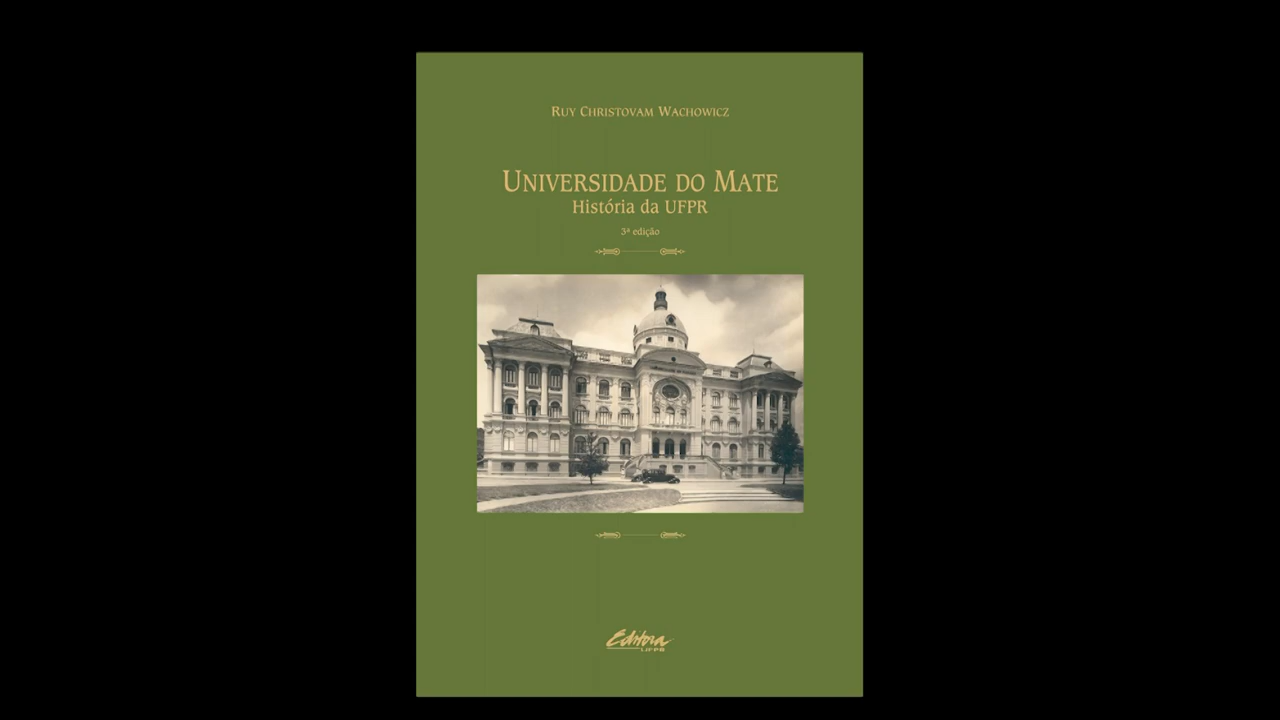 RUY CHRISTOVAM WACHOWICZ
UNIVERSIDADE DO MATE
História da UFPR
3ª edição
Editora
UFPR